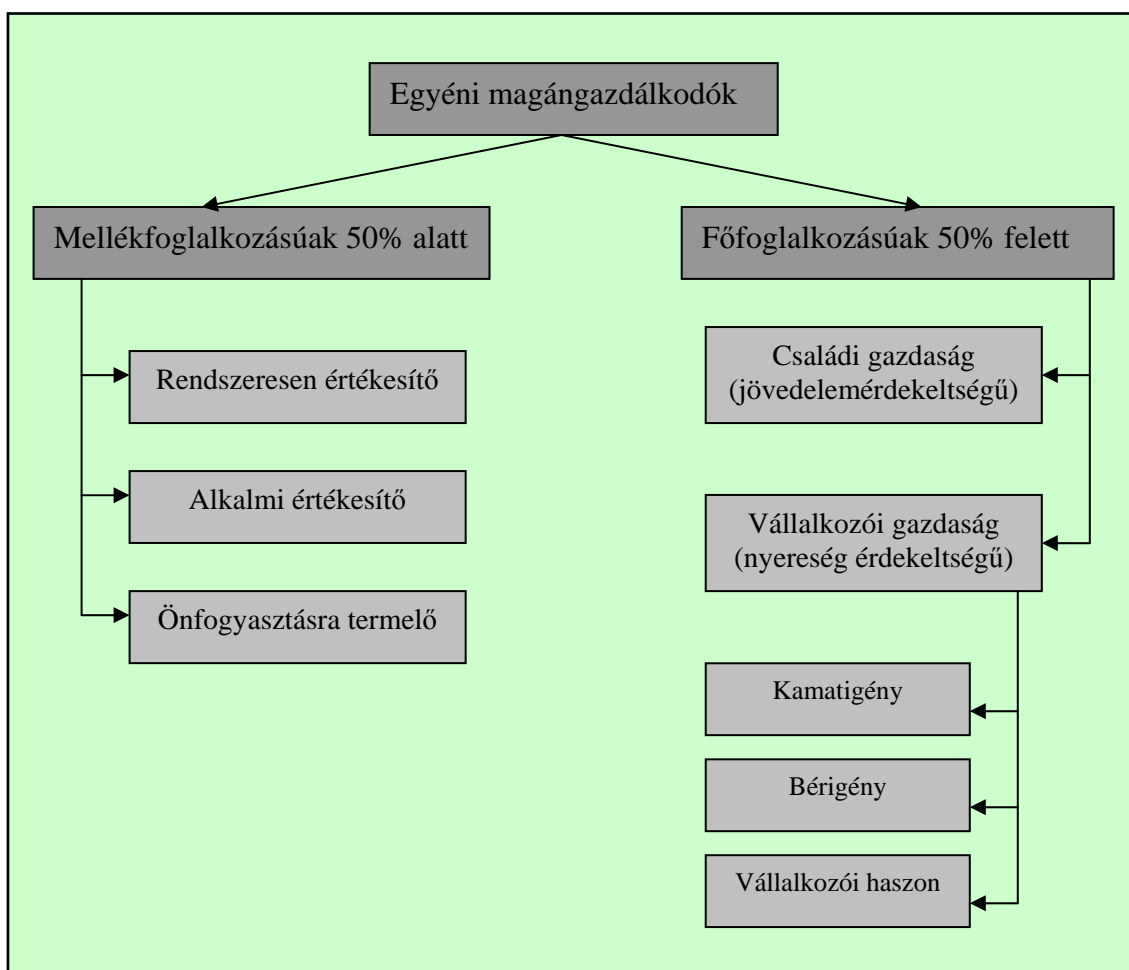 Egyéni magángazdálkodók
Mellékfoglalkozásúak 50% alatt
Rendszeresen értékesítő
Alkalmi értékesítő
Önfogyasztásra termelő
Főfoglalkozásúak 50% felett
Családi gazdaság
(jövedelemérdekeltségű)
Vállalkozói gazdaság
(nyereség érdekeltségű)
Kamatigény
Bérigény
Vállalkozói haszon